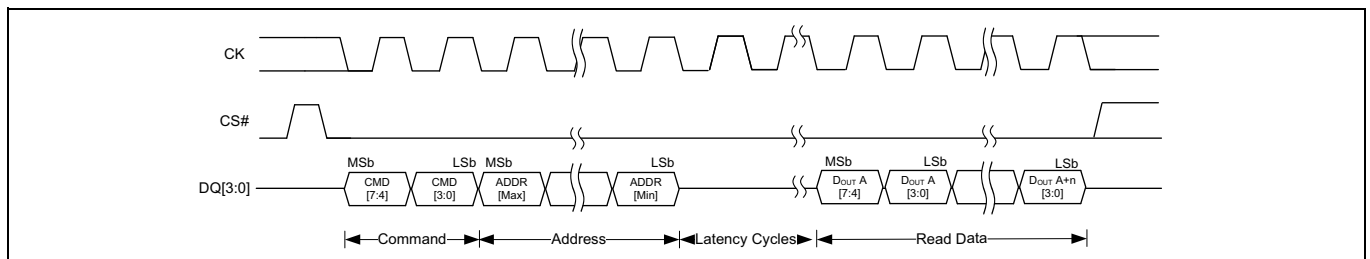 CK
CS#
MSb LSb MSb LSb MSb LSb LSb
DQ[3:0] CMD [7:4] CMD [3:0] ADDR [Max] ADDR [Min] DOUT A [7:4] DOUT A [3:0] DOUT A+n [3:0]
Command Address Latency Cycles Read Data